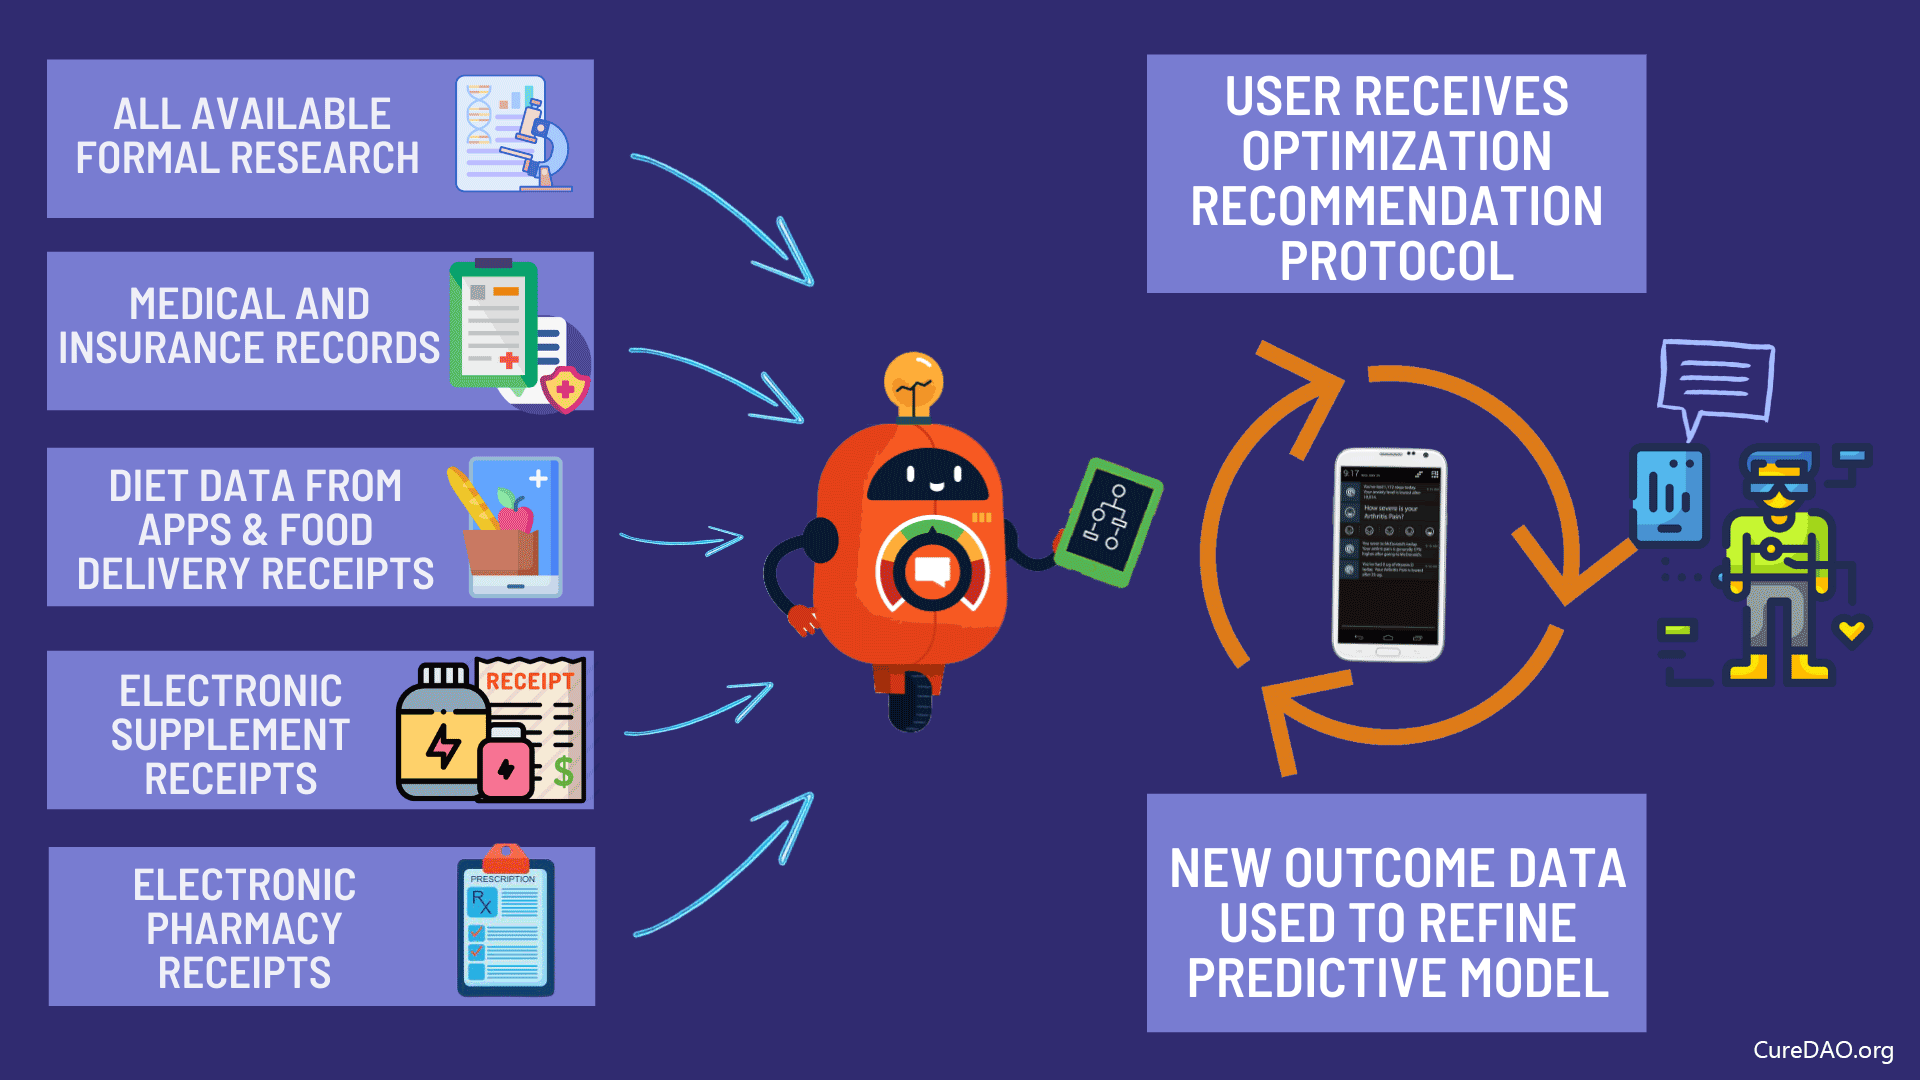 ALL AVAILABLE
FORMAL RESEARCH
MEDICAL AND
INSURANCE RECORDS
DIET DATA FROM
APPS & FOOD
DELIVERY RECEIPTS
ELECTRONIC
SUPPLEMENT
RECEIPTS
RECEIPT
$
ELECTRONIC
PHARMACY
RECEIPTS
PRESCRIPTION
RX
USER RECEIVES
OPTIMIZATION
RECOMMENDATION
PROTOCOL
9:17
How severe is your
Arthritis Pain?
NEW OUTCOME DATA
USED TO REFINE
PREDICTIVE MODEL
CureDAO.org